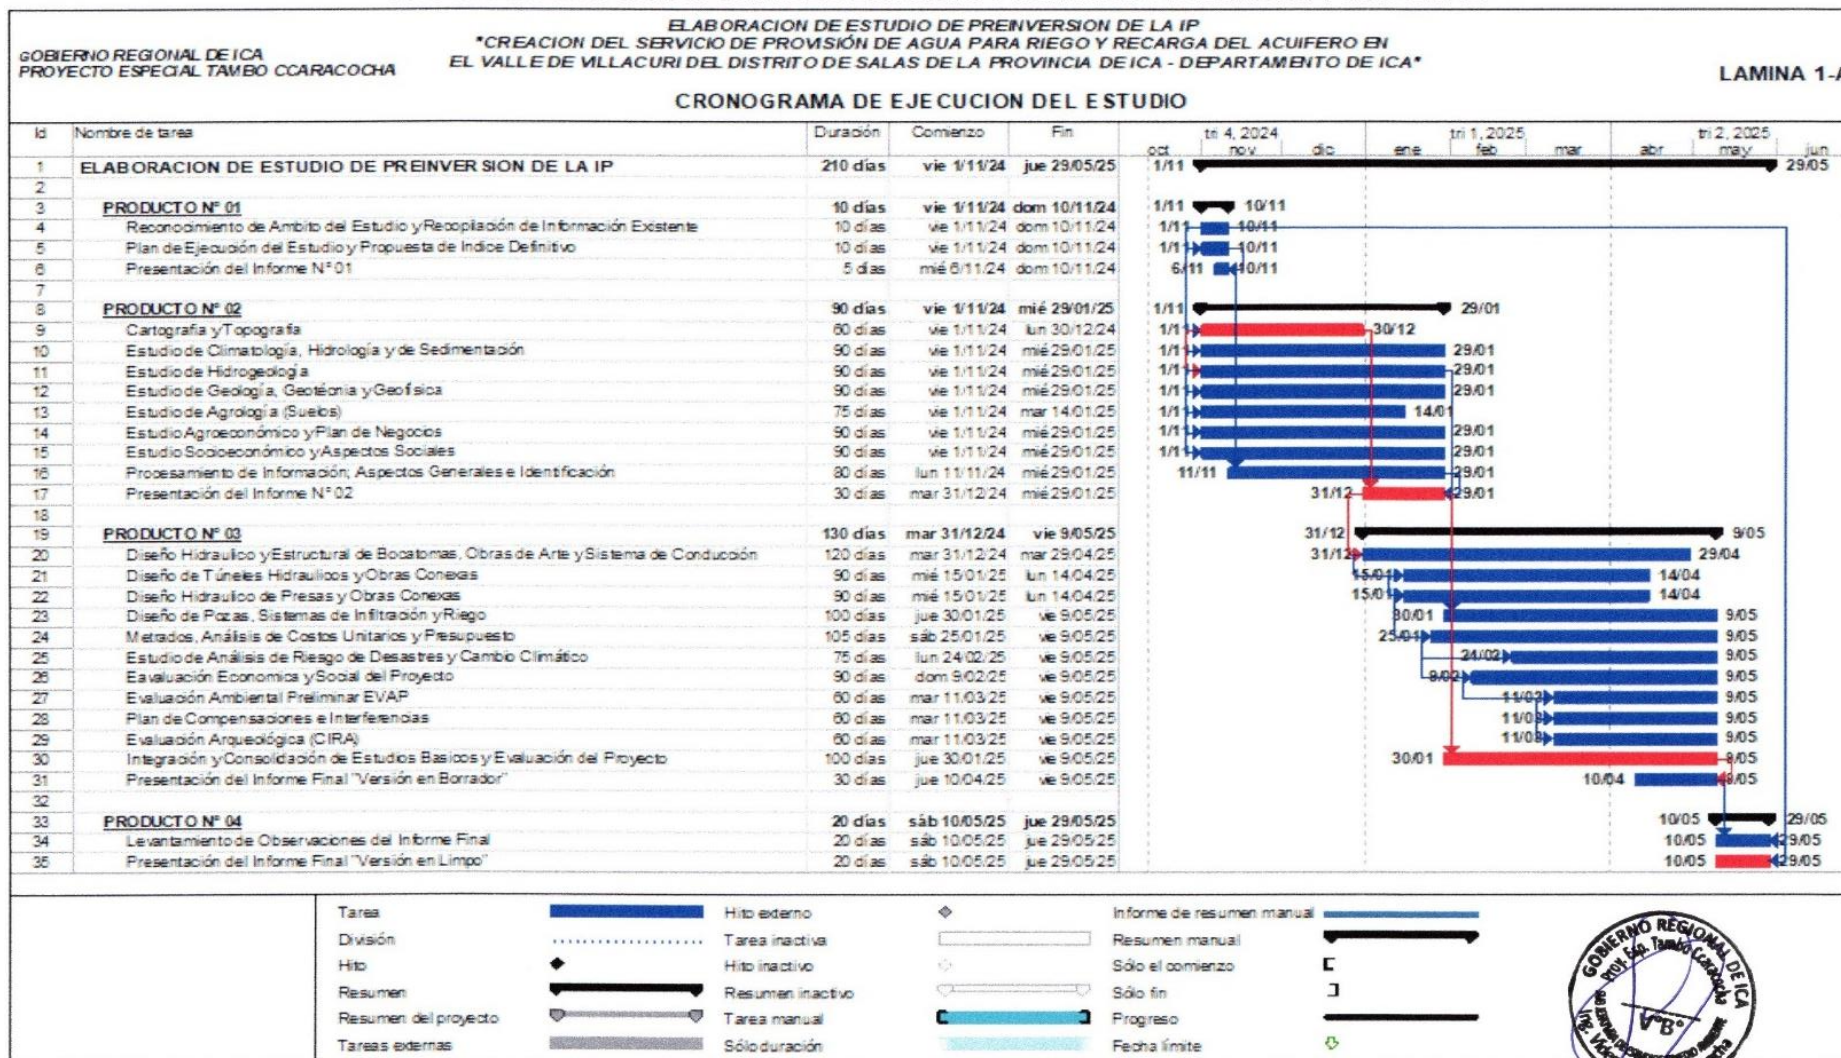 ELABORACION DE ESTUDIO DE PREINVERSION DE LA IP
"CREACION DEL SERVICIO DE PROVISIÓN DE AGUA PARA RIEGO Y RECARGA DEL ACUIFERO EN
EL VALLE DE VILLACURI DEL DISTRITO DE SALAS DE LA PROVINCIA DE ICA - DEPARTAMENTO DE ICA"
GOBIERNO REGIONAL DE ICA
PROYECTO ESPECIAL TAMBO CCARACOCHA
LAMINA 1-A
CRONOGRAMA DE EJECUCION DEL ESTUDIO
Id Nombre de tarea Duración Comienzo Fin tri 4, 2024 tri 1, 2025 tri 2, 2025
oct nov dic ene feb mar abr may jun
1 ELABORACION DE ESTUDIO DE PREINVERSION DE LA IP 210 días vie 1/11/24 jue 29/05/25 1/11 29/05
2
3 PRODUCTO Nº 01 10 días vie 1/11/24 dom 10/11/24 1/11 10/11
4 Reconocimiento de Ambito del Estudio y Recopilación de Información Existente 10 días vie 1/11/24 dom 10/11/24 1/11 10/11
5 Plan de Ejecución del Estudio y Propuesta de Indice Definitivo 10 días vie 1/11/24 dom 10/11/24 1/11 10/11
6 Presentación del Informe Nº 01 5 días mié 6/11/24 dom 10/11/24 6/11 10/11
7
8 PRODUCTO Nº 02 90 días vie 1/11/24 mié 29/01/25 1/11 29/01
9 Cartografia y Topografia 60 días vie 1/11/24 lun 30/12/24 1/11 30/12
10 Estudio de Climatología, Hidrología y de Sedimentación 90 días vie 1/11/24 mié 29/01/25 1/11 29/01
11 Estudio de Hidrogeología 90 días vie 1/11/24 mié 29/01/25 1/11 29/01
12 Estudio de Geología, Geotécnia y Geofísica 90 días vie 1/11/24 mié 29/01/25 1/11 29/01
13 Estudio de Agrología (Suelos) 75 días vie 1/11/24 mar 14/01/25 1/11 14/01
14 Estudio Agroeconómico y Plan de Negocios 90 días vie 1/11/24 mié 29/01/25 1/11 29/01
15 Estudio Socioeconómico y Aspectos Sociales 90 días vie 1/11/24 mié 29/01/25 1/11 29/01
16 Procesamiento de Información; Aspectos Generales e Identificación 80 días lun 11/11/24 mié 29/01/25 11/11 29/01
17 Presentación del Informe Nº 02 30 días mar 31/12/24 mié 29/01/25 31/12 29/01
18
19 PRODUCTO Nº 03 130 días mar 31/12/24 vie 9/05/25 31/12 9/05
20 Diseño Hidraulico y Estructural de Bocatomas, Obras de Arte y Sistema de Conducción 120 días mar 31/12/24 mar 29/04/25 31/12 29/04
21 Diseño de Túneles Hidraulicos y Obras Conexas 90 días mié 15/01/25 lun 14/04/25 15/01 14/04
22 Diseño Hidraulico de Presas y Obras Conexas 90 días mié 15/01/25 lun 14/04/25 15/01 14/04
23 Diseño de Pozas, Sistemas de Infiltración y Riego 100 días jue 30/01/25 vie 9/05/25 30/01 9/05
24 Metrados, Análisis de Costos Unitarios y Presupuesto 105 días sáb 25/01/25 vie 9/05/25 25/01 9/05
25 Estudio de Análisis de Riesgo de Desastres y Cambio Climático 75 días lun 24/02/25 vie 9/05/25 24/02 9/05
26 Eavaluación Economica y Social del Proyecto 90 días dom 9/02/25 vie 9/05/25 9/02 9/05
27 Evaluación Ambiental Preliminar EVAP 60 días mar 11/03/25 vie 9/05/25 11/03 9/05
28 Plan de Compensaciones e Interferencias 60 días mar 11/03/25 vie 9/05/25 11/03 9/05
29 Evaluación Arqueológica (CIRA) 60 días mar 11/03/25 vie 9/05/25 11/03 9/05
30 Integración y Consolidación de Estudios Basicos y Evaluación del Proyecto 100 días jue 30/01/25 vie 9/05/25 30/01 9/05
31 Presentación del Informe Final "Versión en Borrador" 30 días jue 10/04/25 vie 9/05/25 10/04 9/05
32
33 PRODUCTO Nº 04 20 días sáb 10/05/25 jue 29/05/25 10/05 29/05
34 Levantamiento de Observaciones del Informe Final 20 días sáb 10/05/25 jue 29/05/25 10/05 29/05
35 Presentación del Informe Final "Versión en Limpo" 20 días sáb 10/05/25 jue 29/05/25 10/05 29/05
Tarea Hito externo Informe de resumen manual
División Tarea inactiva Resumen manual
Hito Hito inactivo Sólo el comienzo
Resumen Resumen inactivo Sólo fin
Resumen del proyecto Tarea manual Progreso
Tareas externas Sólo duración Fecha límite
GOBIERNO REGIONAL DE ICA
Proy. Esp. Tambo Ccaracocha
VºBº